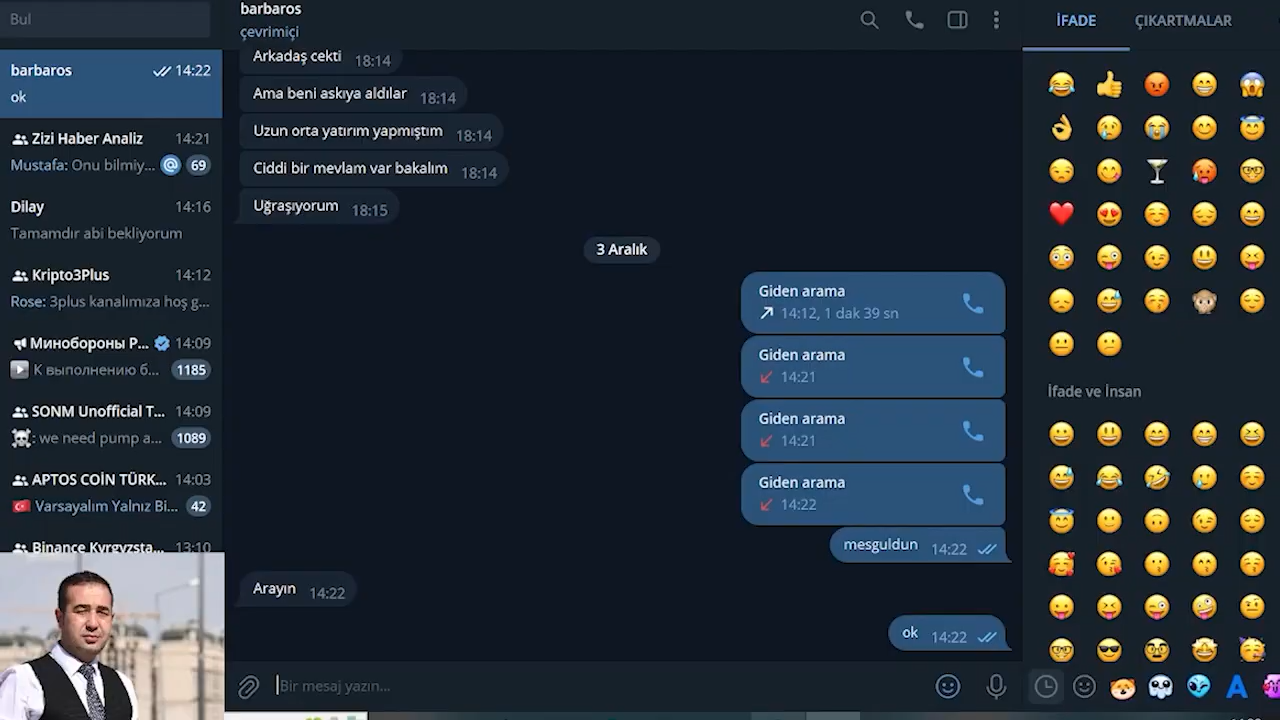 Bul
barbaros 14:22
ok
Zizi Haber Analiz 14:21
Mustafa: Onu bilmiy... @ 69
Dilay 14:16
Tamamdır abi bekliyorum
Kripto3Plus 14:12
Rose: 3plus kanalımıza hoş g...
Минобороны Р... 14:09
К выполнению б... 1185
SONM Unofficial T... 14:09
: we need pump a... 1089
APTOS COİN TÜRK... 14:03
Varsayalım Yalnız Bi... 42
Binance Kyrgyzsta... 13:10
barbaros
çevrimiçi
Arkadaş cekti 18:14
Ama beni askıya aldılar 18:14
Uzun orta yatırım yapmıştım 18:14
Ciddi bir mevlam var bakalım 18:14
Uğraşıyorum 18:15
3 Aralık
Giden arama
14:12, 1 dak 39 sn
Giden arama
14:21
Giden arama
14:21
Giden arama
14:22
mesguldun 14:22
Arayın 14:22
ok 14:22
Bir mesaj yazın...
İFADE ÇIKARTMALAR
İfade ve İnsan